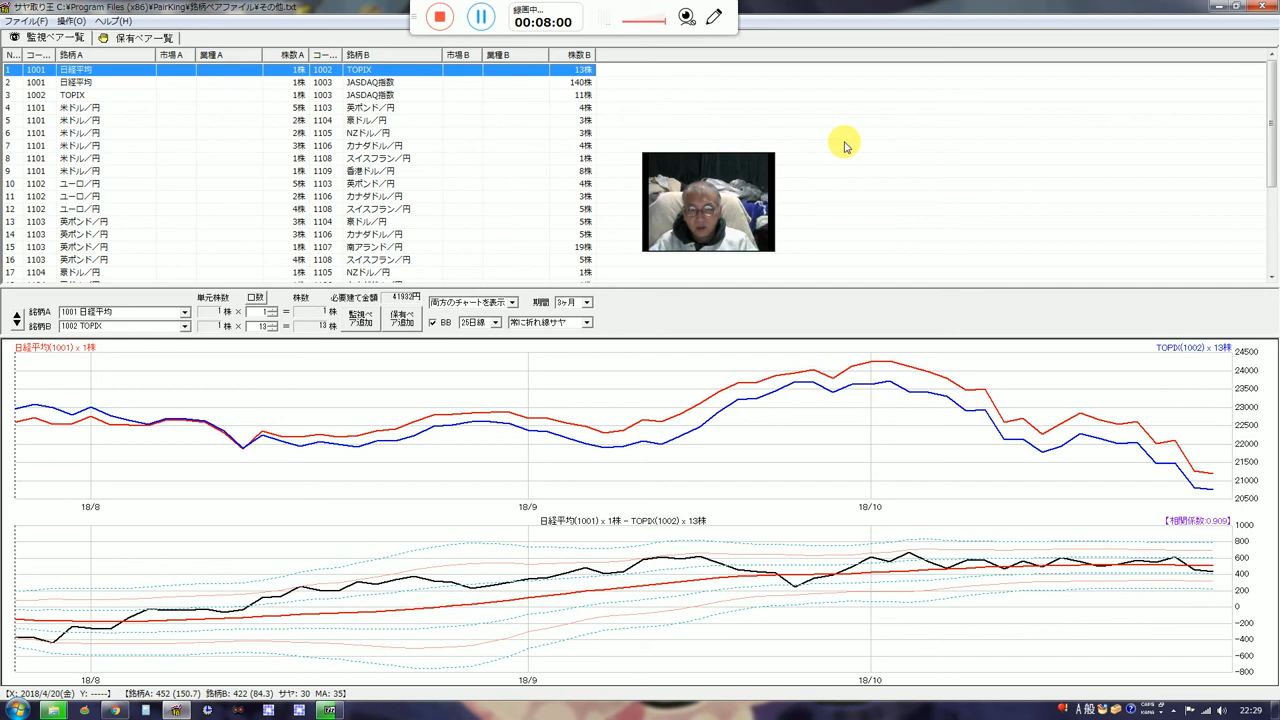 サヤ取り王 C:¥Program Files (x86)¥PairKing¥銘柄ペアファイル¥その他.txt
録画中...
00:08:00
ファイル(F) 操作(O) ヘルプ(H)
監視ペア一覧 保有ペア一覧
N... コー... 銘柄A 市場A 業種A 株数A コー... 銘柄B 市場B 業種B 株数B
1 1001 日経平均 1株 1002 TOPIX 13株
2 1001 日経平均 1株 1003 JASDAQ指数 140株
3 1002 TOPIX 1株 1003 JASDAQ指数 11株
4 1101 米ドル/円 5株 1103 英ポンド/円 4株
5 1101 米ドル/円 2株 1104 豪ドル/円 3株
6 1101 米ドル/円 2株 1105 NZドル/円 3株
7 1101 米ドル/円 3株 1106 カナダドル/円 4株
8 1101 米ドル/円 1株 1108 スイスフラン/円 1株
9 1101 米ドル/円 1株 1109 香港ドル/円 8株
10 1102 ユーロ/円 5株 1103 英ポンド/円 4株
11 1102 ユーロ/円 2株 1106 カナダドル/円 3株
12 1102 ユーロ/円 4株 1108 スイスフラン/円 5株
13 1103 英ポンド/円 3株 1104 豪ドル/円 5株
14 1103 英ポンド/円 3株 1106 カナダドル/円 5株
15 1103 英ポンド/円 1株 1107 南アランド/円 19株
16 1103 英ポンド/円 4株 1108 スイスフラン/円 5株
17 1104 豪ドル/円 1株 1105 NZドル/円 1株
単元株数 口数 株数 必要建て金額 41932円 両方のチャートを表示 期間 3ヶ月
銘柄A 1001 日経平均 1株 × 1 = 1株 監視ペア追加 保有ペア追加
銘柄B 1002 TOPIX 1株 × 13 = 13株 BB 25日線 常に折れ線サヤ
日経平均(1001) x 1株 TOPIX(1002) x 13株
24500
24000
23500
23000
22500
22000
21500
21000
20500
18/8 18/9 18/10
日経平均(1001) x 1株 - TOPIX(1002) x 13株 【相関係数:0.909】
1000
800
600
400
200
0
-200
-400
-600
-800
18/8 18/9 18/10
【X: 2018/4/20(金) Y: -----】 【銘柄A: 452 (150.7) 銘柄B: 422 (84.3) サヤ: 30 MA: 35】
A 般 CAPS KANA 22:29